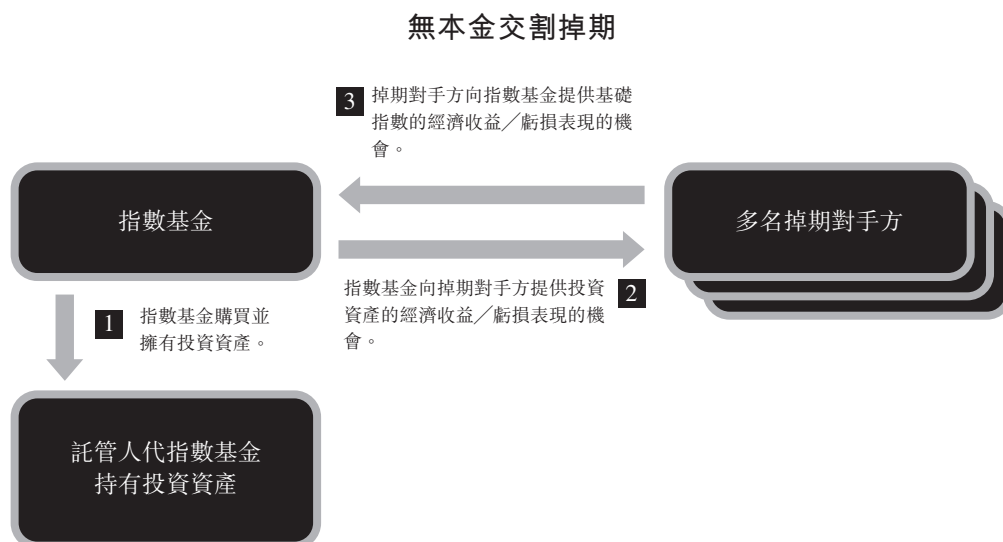 無本金交割掉期
3
掉期對手方向指數基金提供基礎
指數的經濟收益／虧損表現的機
會。
指數基金
多名掉期對手方
指數基金向掉期對手方提供投資
資產的經濟收益／虧損表現的機
會。
2
1
指數基金購買並
擁有投資資產。
託管人代指數基金
持有投資資產